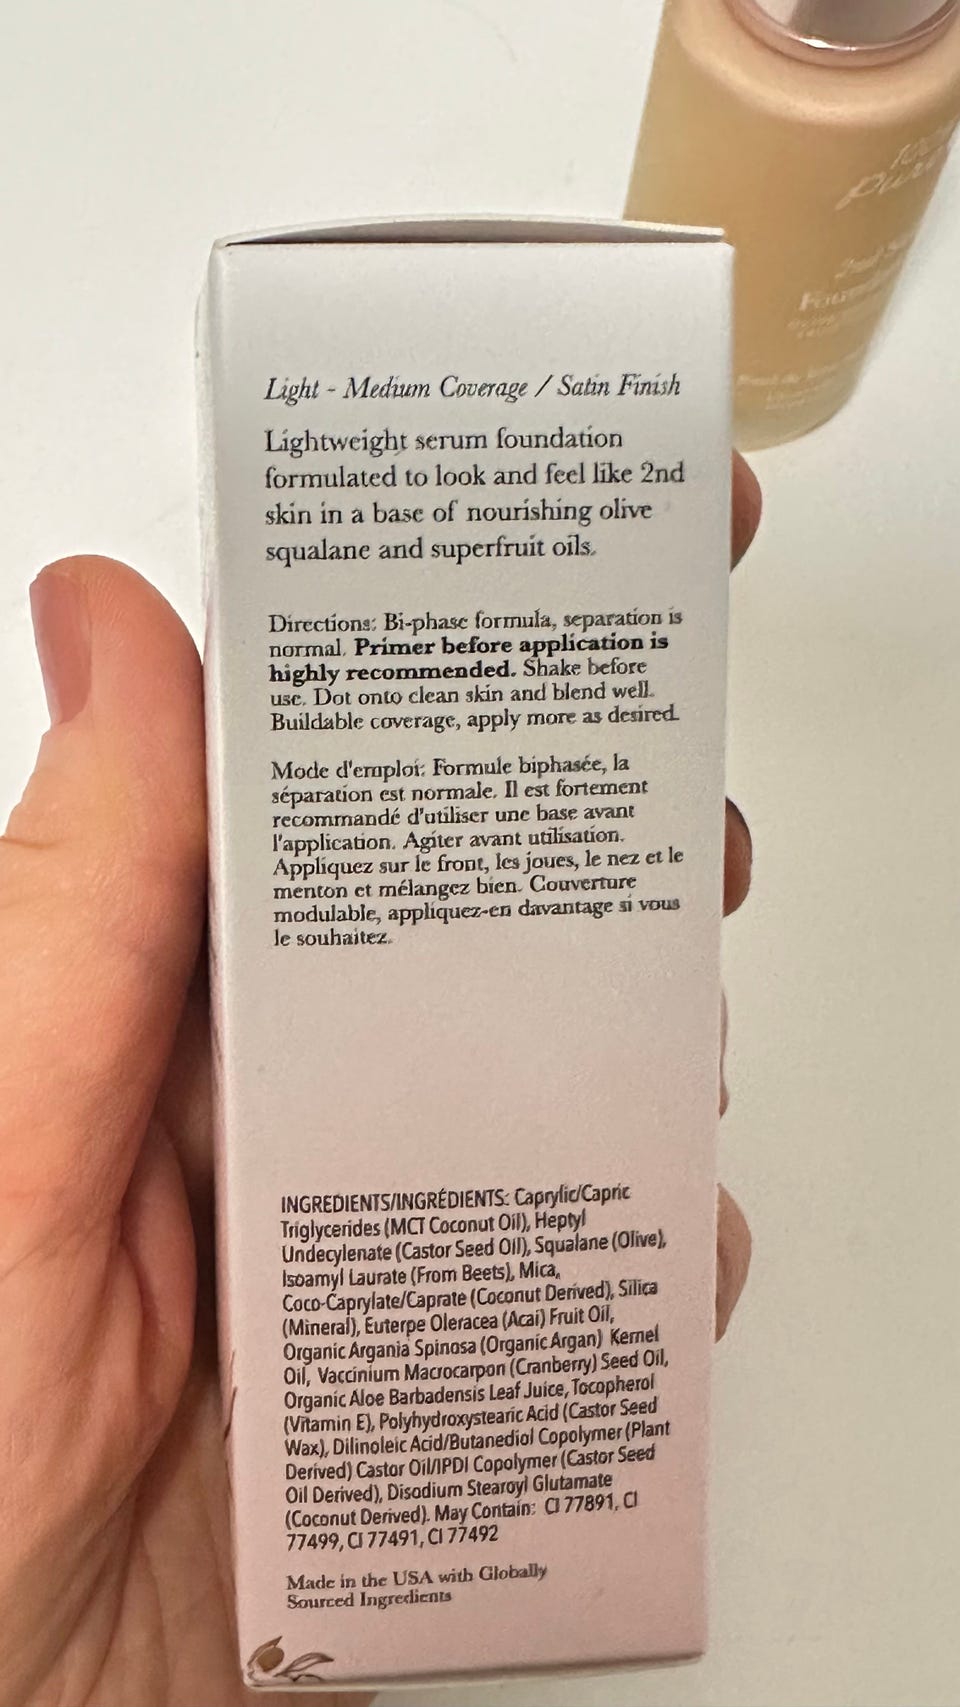 Light - Medium Coverage / Satin Finish
Lightweight serum foundation
formulated to look and feel like 2nd
skin in a base of nourishing olive
squalane and superfruit oils.
Directions: Bi-phase formula, separation is
normal. Primer before application is
highly recommended. Shake before
use. Dot onto clean skin and blend well.
Buildable coverage, apply more as desired.
Mode d'emploi: Formule biphasée, la
séparation est normale. Il est fortement
recommandé d'utiliser une base avant
l'application. Agiter avant utilisation.
Appliquez sur le front, les joues, le nez et le
menton et mélangez bien. Couverture
modulable, appliquez-en davantage si vous
le souhaitez.
INGREDIENTS/INGRÉDIENTS: Caprylic/Capric
Triglycerides (MCT Coconut Oil), Heptyl
Undecylenate (Castor Seed Oil), Squalane (Olive),
Isoamyl Laurate (From Beets), Mica,
Coco-Caprylate/Caprate (Coconut Derived), Silica
(Mineral), Euterpe Oleracea (Acai) Fruit Oil,
Organic Argania Spinosa (Organic Argan) Kernel
Oil, Vaccinium Macrocarpon (Cranberry) Seed Oil,
Organic Aloe Barbadensis Leaf Juice, Tocopherol
(Vitamin E), Polyhydroxystearic Acid (Castor Seed
Wax), Dilinoleic Acid/Butanediol Copolymer (Plant
Derived) Castor Oil/IPDI Copolymer (Castor Seed
Oil Derived), Disodium Stearoyl Glutamate
(Coconut Derived). May Contain: CI 77891, CI
77499, CI 77491, CI 77492
Made in the USA with Globally
Sourced Ingredients